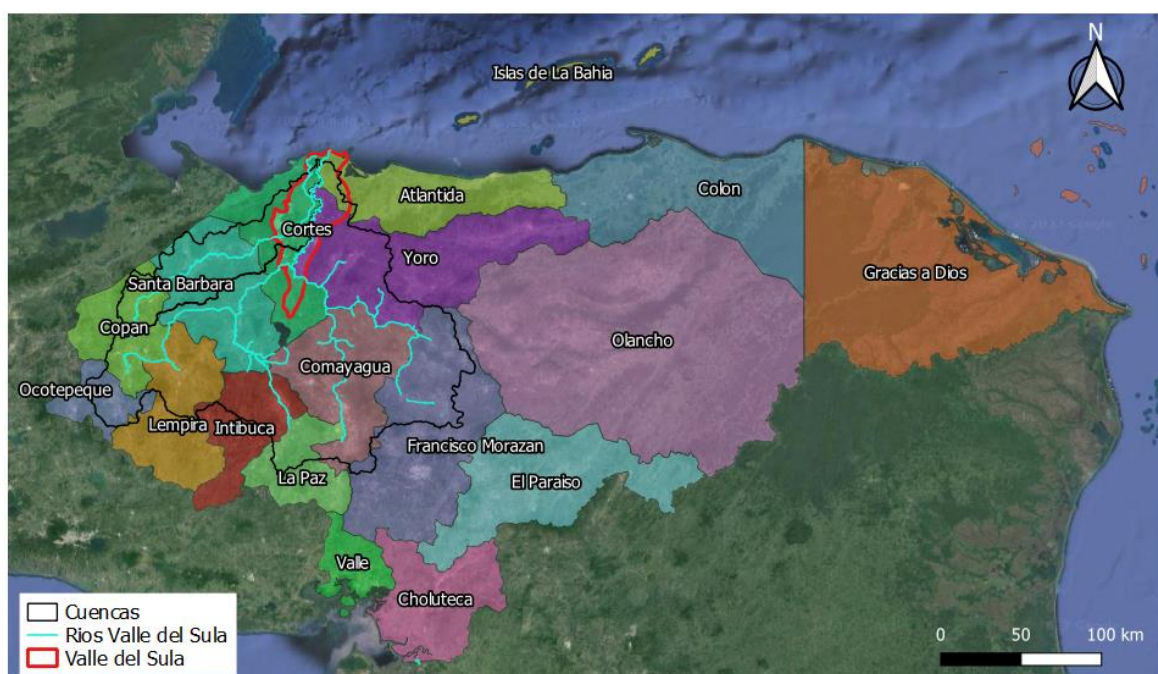 N
Islas de La Bahia
Atlantida
Colon
Cortes
Yoro
Gracias a Dios
Santa Barbara
Copan
Olancho
Comayagua
Ocotepeque
Lempira
Intibuca
Francisco Morazan
La Paz
El Paraiso
Valle
Choluteca
Cuencas
Rios Valle del Sula
Valle del Sula
0 50 100 km